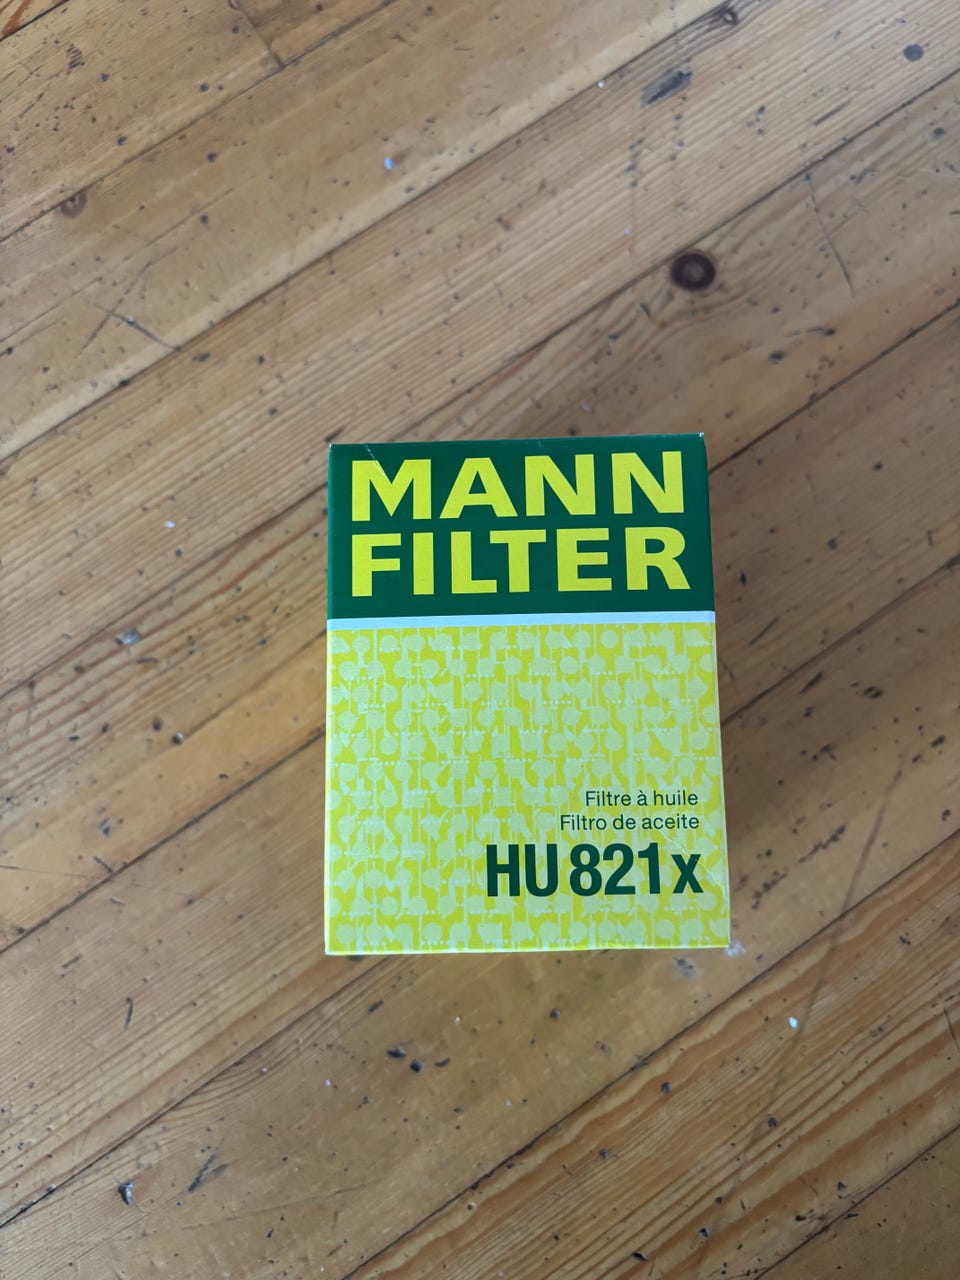 MANN
FILTER
Filtre à huile
Filtro de aceite
HU 821 x